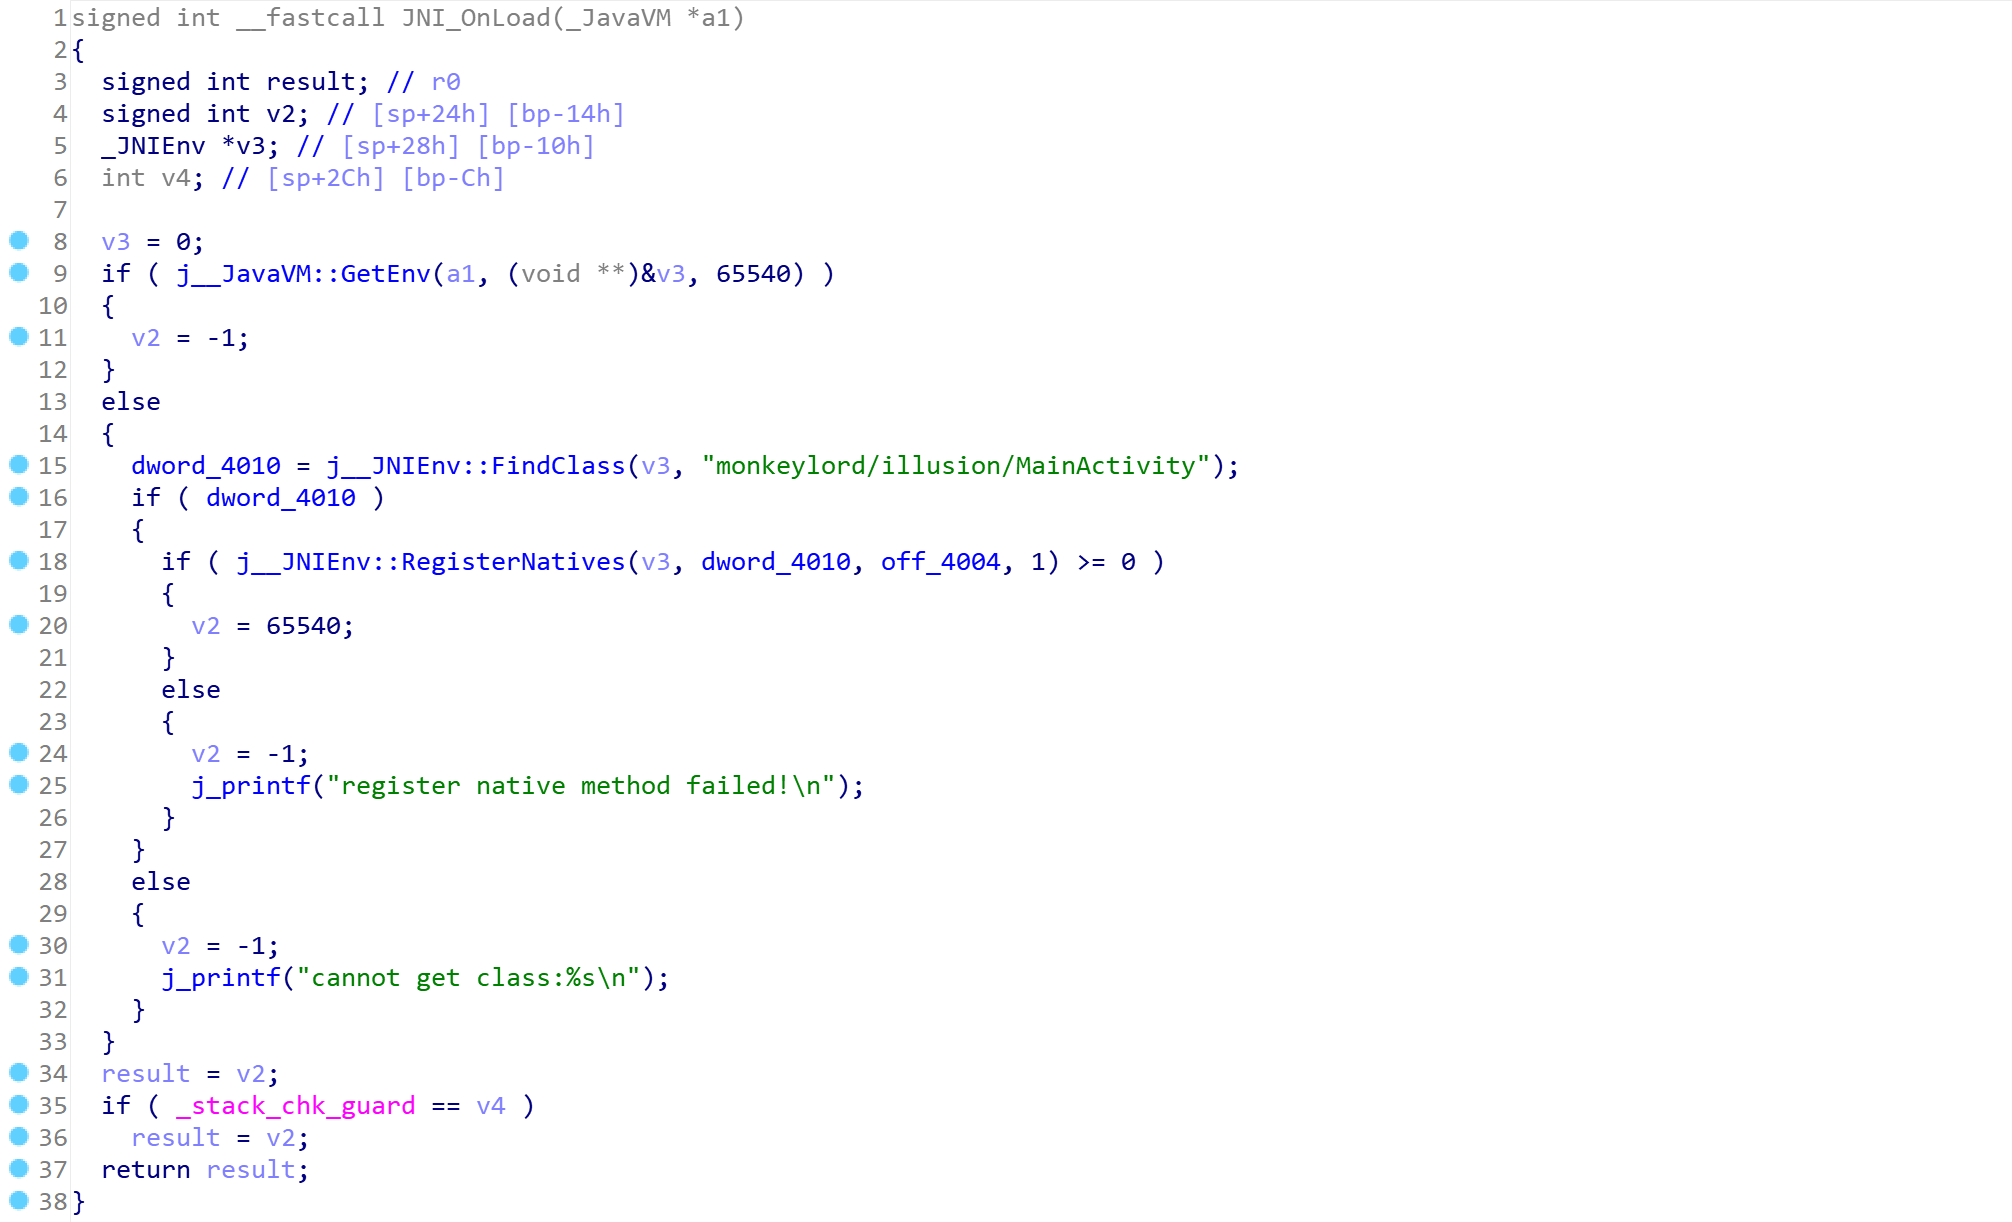 1 signed int __fastcall JNI_OnLoad(_JavaVM *a1)
2 {
3   signed int result; // r0
4   signed int v2; // [sp+24h] [bp-14h]
5   _JNIEnv *v3; // [sp+28h] [bp-10h]
6   int v4; // [sp+2Ch] [bp-Ch]
7
8   v3 = 0;
9   if ( j__JavaVM::GetEnv(a1, (void **)&v3, 65540) )
10   {
11     v2 = -1;
12   }
13   else
14   {
15     dword_4010 = j__JNIEnv::FindClass(v3, "monkeylord/illusion/MainActivity");
16     if ( dword_4010 )
17     {
18       if ( j__JNIEnv::RegisterNatives(v3, dword_4010, off_4004, 1) >= 0 )
19       {
20         v2 = 65540;
21       }
22       else
23       {
24         v2 = -1;
25         j_printf("register native method failed!\n");
26       }
27     }
28     else
29     {
30       v2 = -1;
31       j_printf("cannot get class:%s\n");
32     }
33   }
34   result = v2;
35   if ( _stack_chk_guard == v4 )
36     result = v2;
37   return result;
38 }